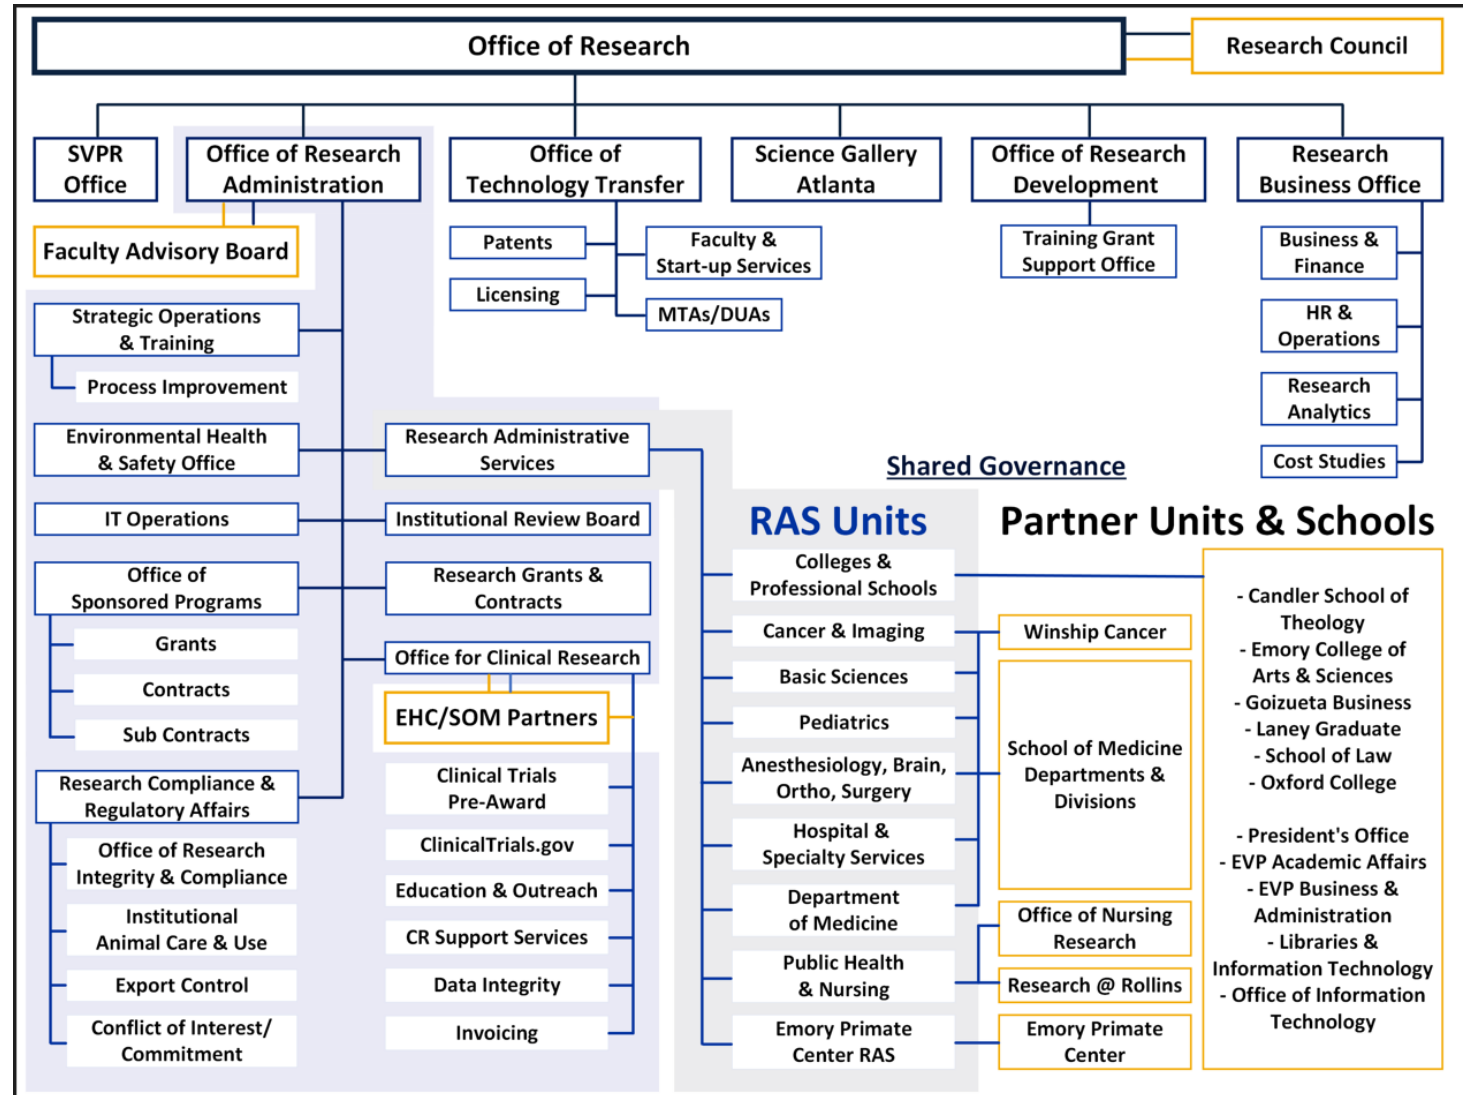 Office of Research
Research Council
SVPR
Office
Office of Research
Administration
Office of
Technology Transfer
Science Gallery
Atlanta
Office of Research
Development
Research
Business Office
Faculty Advisory Board
Patents
Licensing
Faculty &
Start-up Services
MTAs/DUAs
Training Grant
Support Office
Business &
Finance
HR &
Operations
Research
Analytics
Cost Studies
Strategic Operations
& Training
Process Improvement
Environmental Health
& Safety Office
IT Operations
Office of
Sponsored Programs
Grants
Contracts
Sub Contracts
Research Compliance &
Regulatory Affairs
Office of Research
Integrity & Compliance
Institutional
Animal Care & Use
Export Control
Conflict of Interest/
Commitment
Research Administrative
Services
Institutional Review Board
Research Grants &
Contracts
Office for Clinical Research
EHC/SOM Partners
Clinical Trials
Pre-Award
ClinicalTrials.gov
Education & Outreach
CR Support Services
Data Integrity
Invoicing
Shared Governance
RAS Units
Colleges &
Professional Schools
Cancer & Imaging
Basic Sciences
Pediatrics
Anesthesiology, Brain,
Ortho, Surgery
Hospital &
Specialty Services
Department
of Medicine
Public Health
& Nursing
Emory Primate
Center RAS
Partner Units & Schools
Winship Cancer
School of Medicine
Departments &
Divisions
Office of Nursing
Research
Research @ Rollins
Emory Primate
Center
- Candler School of
Theology
- Emory College of
Arts & Sciences
- Goizueta Business
- Laney Graduate
- School of Law
- Oxford College
- President's Office
- EVP Academic Affairs
- EVP Business &
Administration
- Libraries &
Information Technology
- Office of Information
Technology